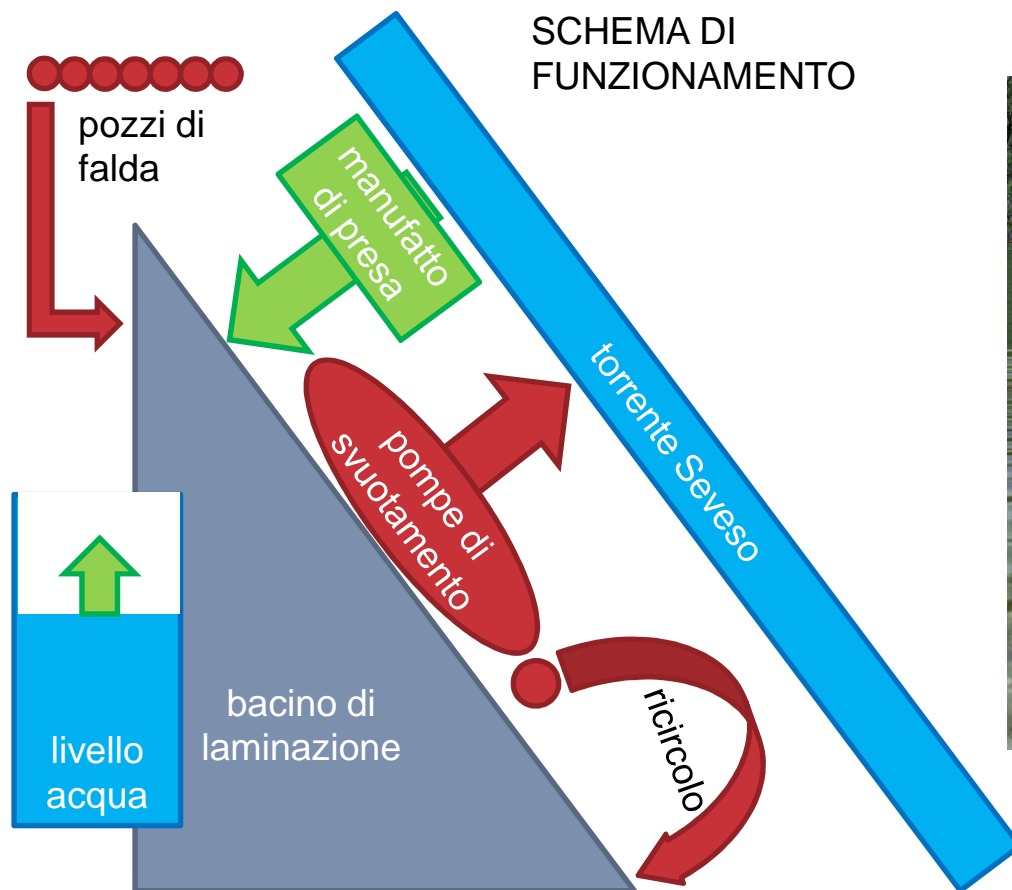 SCHEMA DI
FUNZIONAMENTO
pozzi di
falda
manufatto
di presa
torrente Seveso
pompe di
svuotamento
bacino di
laminazione
livello
acqua
ricircolo